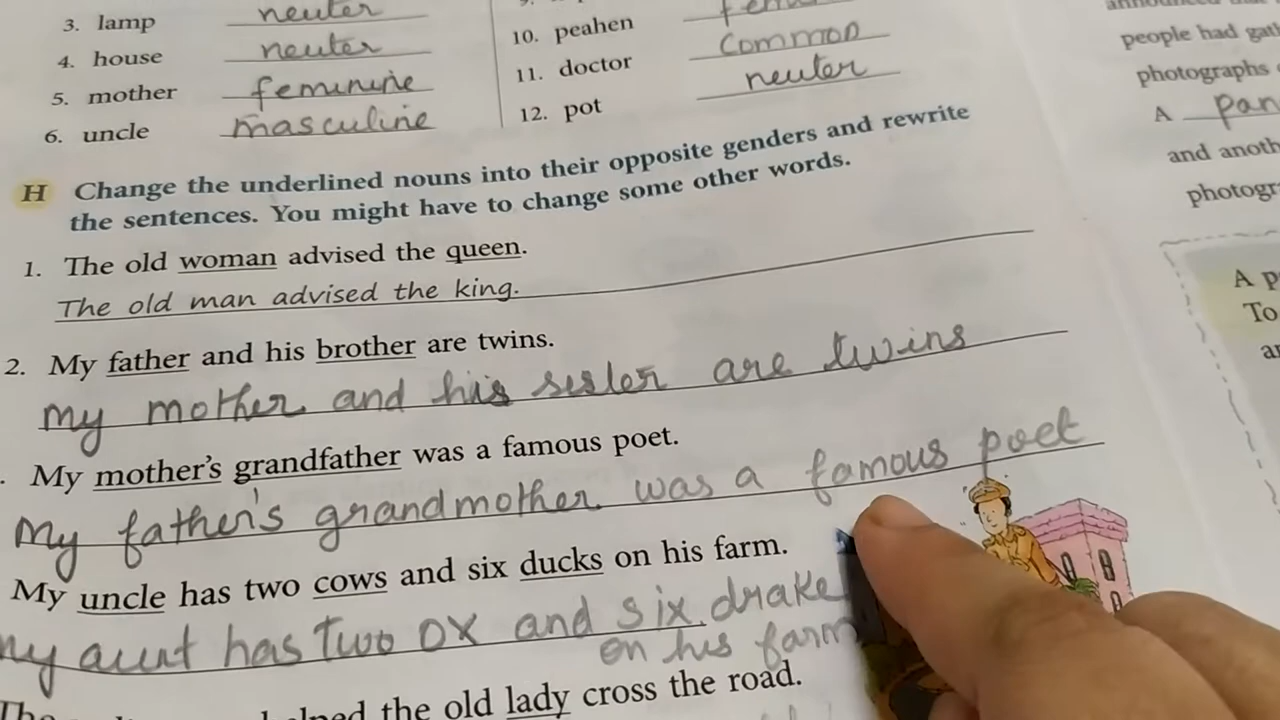 3. lamp neuter
4. house neuter
5. mother feminine
6. uncle masculine
10. peahen
11. doctor common
12. pot neuter
H Change the underlined nouns into their opposite genders and rewrite
the sentences. You might have to change some other words.
1. The old woman advised the queen.
The old man advised the king.
2. My father and his brother are twins.
My mother and his sister are twins
My mother's grandfather was a famous poet.
My father's grandmother was a famous poet
My uncle has two cows and six ducks on his farm.
my aunt has two ox and six drake
on his farm
the old lady cross the road.
people had
photographs
A
and